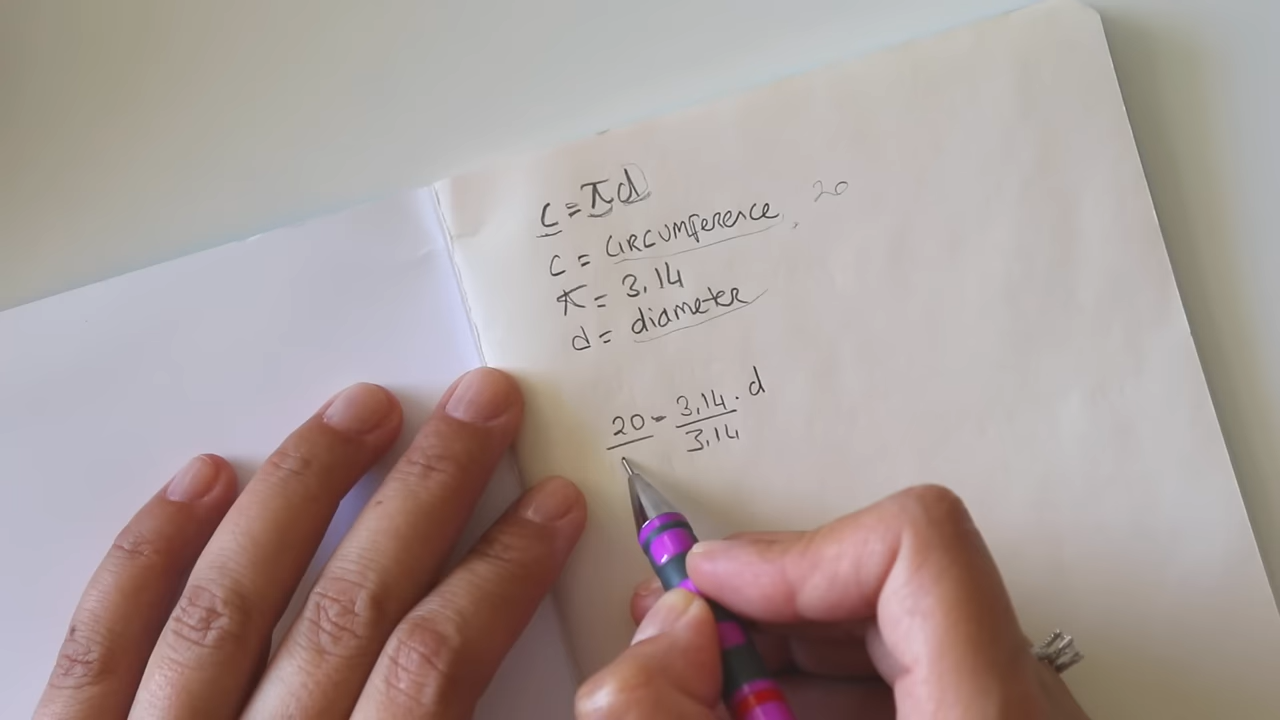 C = πd
C = CIRCUMFERENCE, 20
π = 3.14
d = diameter
20 = 3.14 . d
3.14